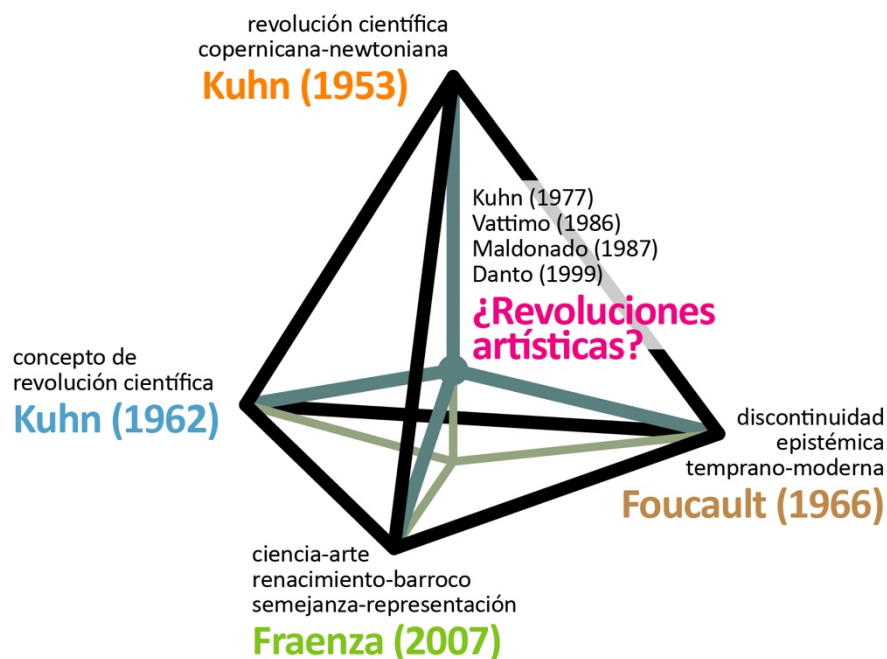 revolución científica
copernicana-newtoniana
Kuhn (1953)
Kuhn (1977)
Vattimo (1986)
Maldonado (1987)
Danto (1999)
¿Revoluciones
artísticas?
concepto de
revolución científica
Kuhn (1962)
discontinuidad
epistémica
temprano-moderna
Foucault (1966)
ciencia-arte
renacimiento-barroco
semejanza-representación
Fraenza (2007)